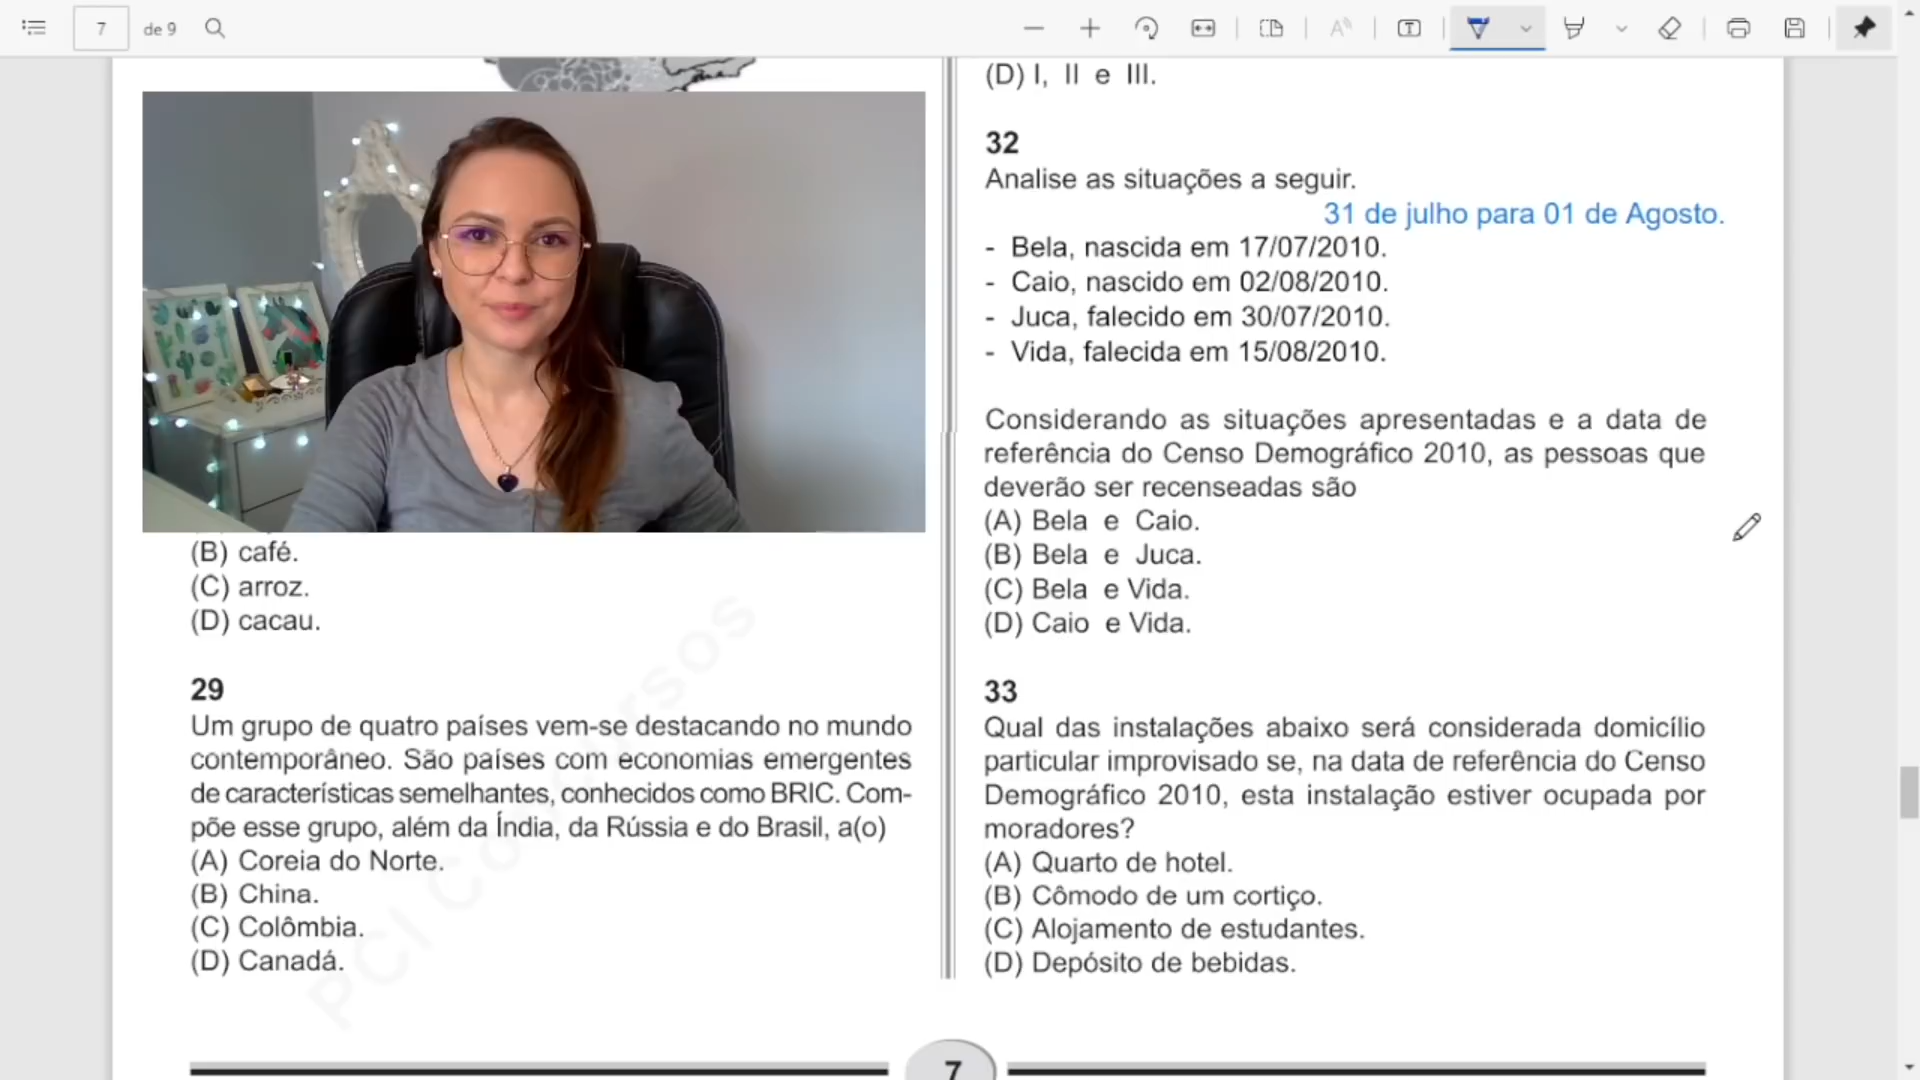 7 de 9
(B) café.
(C) arroz.
(D) cacau.
29
Um grupo de quatro países vem-se destacando no mundo
contemporâneo. São países com economias emergentes
de características semelhantes, conhecidos como BRIC. Com-
põe esse grupo, além da Índia, da Rússia e do Brasil, a(o)
(A) Coreia do Norte.
(B) China.
(C) Colômbia.
(D) Canadá.
(D) I, II e III.
32
Analise as situações a seguir.
31 de julho para 01 de Agosto.
- Bela, nascida em 17/07/2010.
- Caio, nascido em 02/08/2010.
- Juca, falecido em 30/07/2010.
- Vida, falecida em 15/08/2010.
Considerando as situações apresentadas e a data de
referência do Censo Demográfico 2010, as pessoas que
deverão ser recenseadas são
(A) Bela e Caio.
(B) Bela e Juca.
(C) Bela e Vida.
(D) Caio e Vida.
33
Qual das instalações abaixo será considerada domicílio
particular improvisado se, na data de referência do Censo
Demográfico 2010, esta instalação estiver ocupada por
moradores?
(A) Quarto de hotel.
(B) Cômodo de um cortiço.
(C) Alojamento de estudantes.
(D) Depósito de bebidas.
PCI Concursos
7